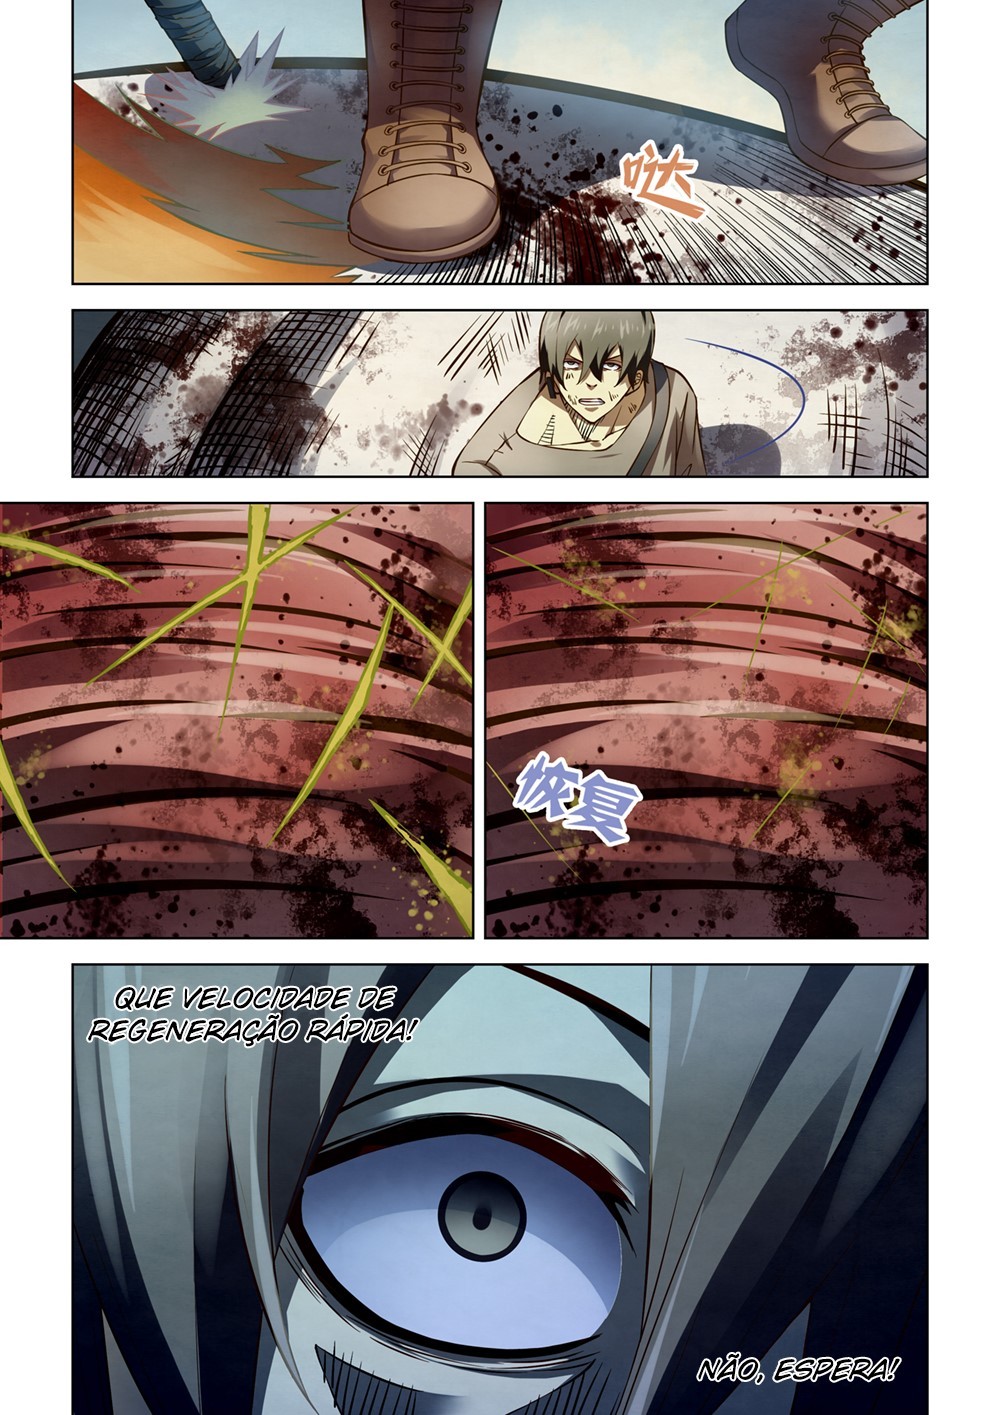 哒
恢复
QUE VELOCIDADE DE
REGENERAÇÃO RÁPIDA!
NÃO, ESPERA!